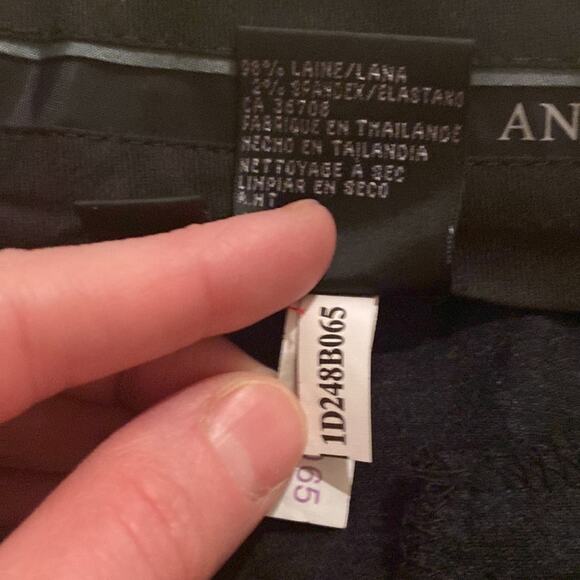 98% LAINE/LANA
2% SPANDEX/ELASTANO
CA 36708
FABRIQUE EN THAILANDE
HECHO EN TAILANDIA
NETTOYAGE A SEC
LIMPIAR EN SECO
AN
1D248B065
065